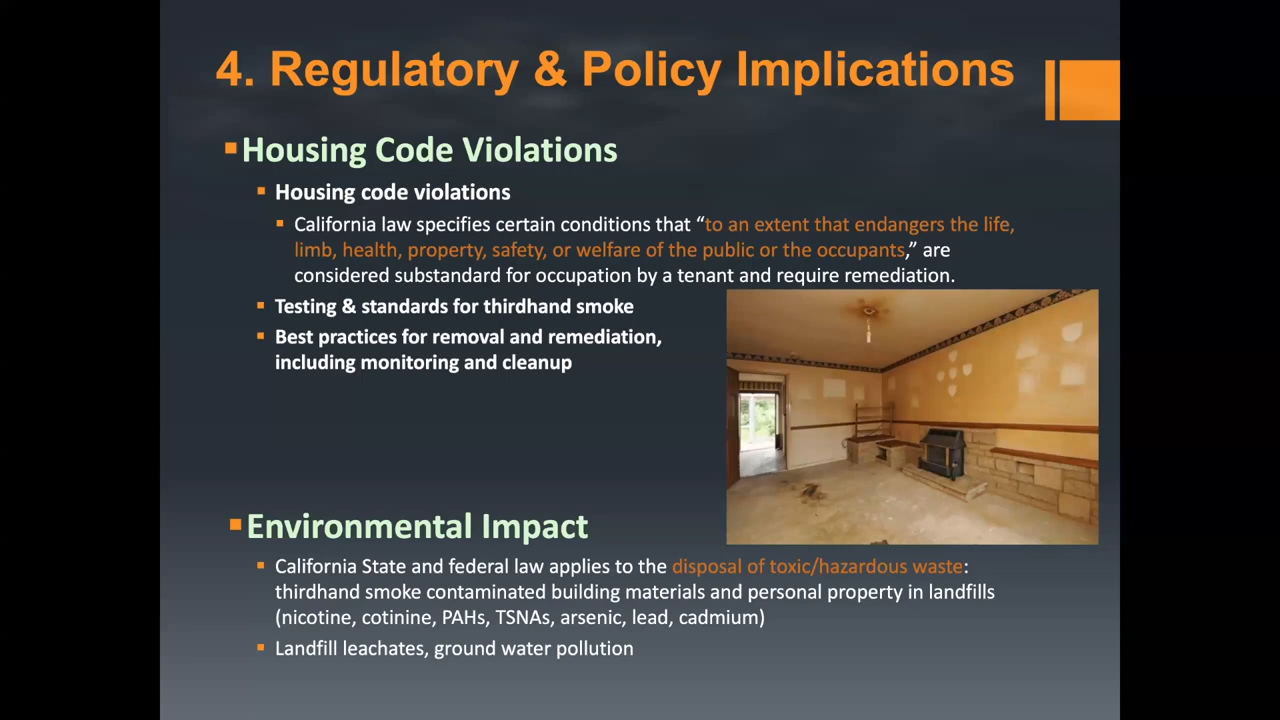 4. Regulatory & Policy Implications
Housing Code Violations
Housing code violations
California law specifies certain conditions that “to an extent that endangers the life,
limb, health, property, safety, or welfare of the public or the occupants,” are
considered substandard for occupation by a tenant and require remediation.
Testing & standards for thirdhand smoke
Best practices for removal and remediation,
including monitoring and cleanup
Environmental Impact
California State and federal law applies to the disposal of toxic/hazardous waste:
thirdhand smoke contaminated building materials and personal property in landfills
(nicotine, cotinine, PAHs, TSNAs, arsenic, lead, cadmium)
Landfill leachates, ground water pollution